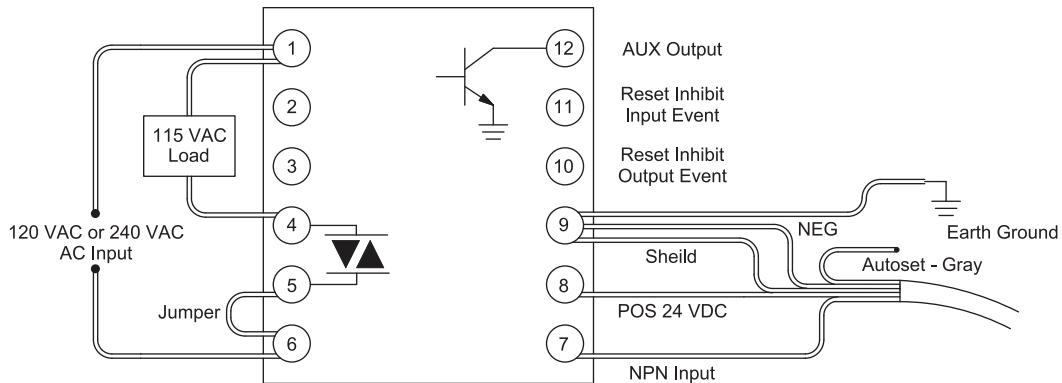 1
12
AUX Output
2
11
Reset Inhibit
Input Event
115 VAC
Load
3
10
Reset Inhibit
Output Event
4
9
120 VAC or 240 VAC
AC Input
NEG
Earth Ground
Sheild
Autoset - Gray
5
8
Jumper
POS 24 VDC
6
7
NPN Input